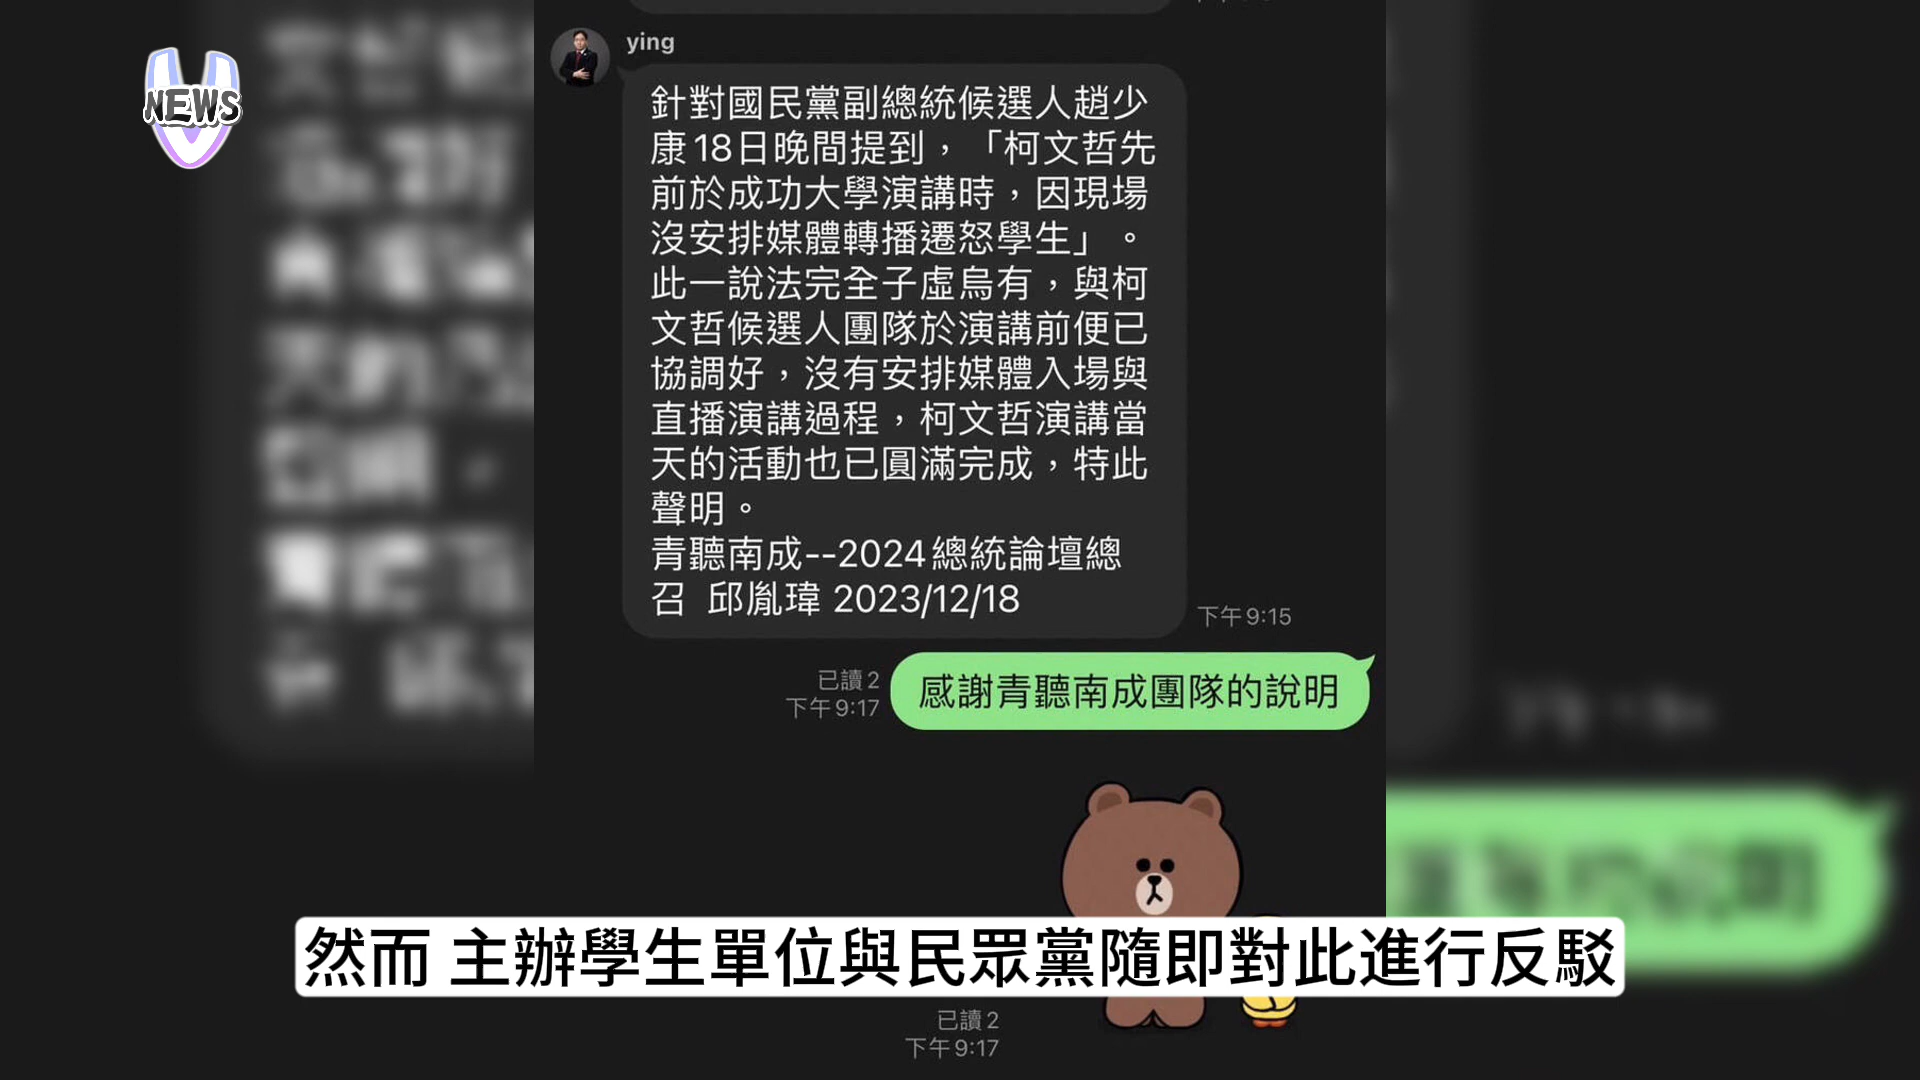 NEWS
ying
針對國民黨副總統候選人趙少
康18日晚間提到，「柯文哲先
前於成功大學演講時，因現場
沒安排媒體轉播遷怒學生」。
此一說法完全子虛烏有，與柯
文哲候選人團隊於演講前便已
協調好，沒有安排媒體入場與
直播演講過程，柯文哲演講當
天的活動也已圓滿完成，特此
聲明。
青聽南成--2024總統論壇總
召 邱胤瑋 2023/12/18
下午9:15
已讀2
下午9:17
感謝青聽南成團隊的說明
然而 主辦學生單位與民眾黨隨即對此進行反駁
已讀2
下午9:17